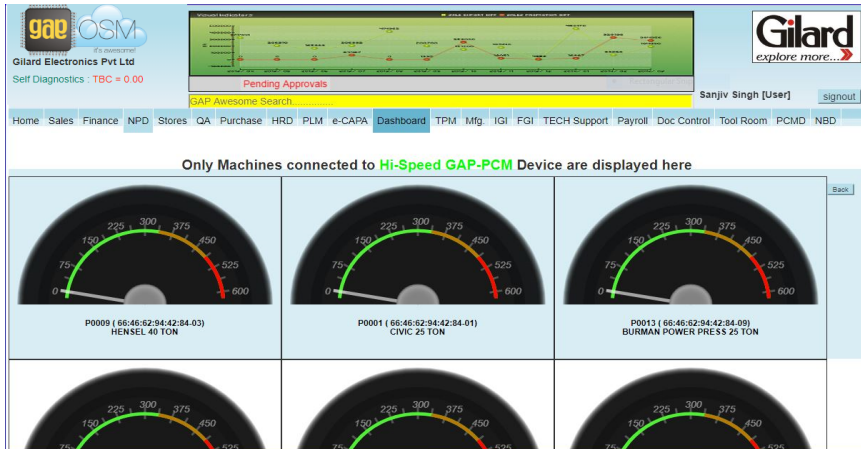 gap OSM
it's awesome!
Gilard Electronics Pvt Ltd
Self Diagnostics : TBC = 0.00
Visual Indicators
Pending Approvals
GAP Awesome Search..............
Gilard
explore more...
Sanjiv Singh [User]
signout
Home Sales Finance NPD Stores QA Purchase HRD PLM e-CAPA Dashboard TPM Mfg. IGI FGI TECH Support Payroll Doc Control Tool Room PCMD NBD
Only Machines connected to Hi-Speed GAP-PCM Device are displayed here
Back
0 75 150 225 300 375 450 525 600
P0009 ( 66:46:62:94:42:84-03)
HENSEL 40 TON
0 75 150 225 300 375 450 525 600
P0001 ( 66:46:62:94:42:84-01)
CIVIC 25 TON
0 75 150 225 300 375 450 525 600
P0013 ( 66:46:62:94:42:84-09)
BURMAN POWER PRESS 25 TON
75 150 225 300 375 450 525
75 150 225 300 375 450 525
75 150 225 300 375 450 525